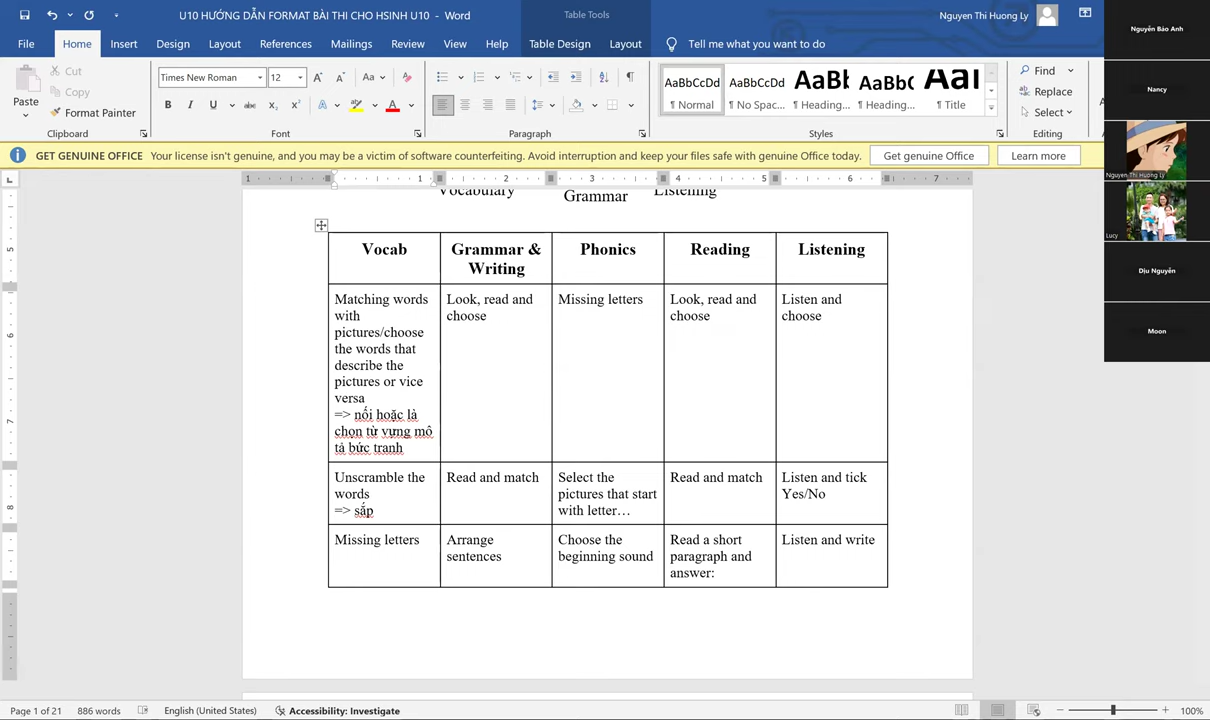 U10 HƯỚNG DẪN FORMAT BÀI THI CHO HSINH U10 - Word
Table Tools
Nguyen Thi Huong Ly
File Home Insert Design Layout References Mailings Review View Help Table Design Layout Tell me what you want to do
Paste
Cut
Copy
Format Painter
Clipboard
Times New Roman 12
Font
Paragraph
AaBbCcDd AaBbCcDd AaBb( AaBbC AaI
¶ Normal ¶ No Spac... ¶ Heading... ¶ Heading... ¶ Title
Styles
Find
Replace
Select
Editing
GET GENUINE OFFICE Your license isn't genuine, and you may be a victim of software counterfeiting. Avoid interruption and keep your files safe with genuine Office today. Get genuine Office Learn more
Vocabulary Grammar Listening
Vocab
Grammar &
Writing
Phonics
Reading
Listening
Matching words
with
pictures/choose
the words that
describe the
pictures or vice
versa
=> nối hoặc là
chọn từ vựng mô
tả bức tranh
Look, read and
choose
Missing letters
Look, read and
choose
Listen and
choose
Unscramble the
words
=> sắp
Read and match
Select the
pictures that start
with letter…
Read and match
Listen and tick
Yes/No
Missing letters
Arrange
sentences
Choose the
beginning sound
Read a short
paragraph and
answer:
Listen and write
Page 1 of 21 886 words English (United States) Accessibility: Investigate 100%
Nguyễn Bảo Anh
Nancy
Nguyen Thi Huong Ly
Lucy
Dịu Nguyễn
Moon